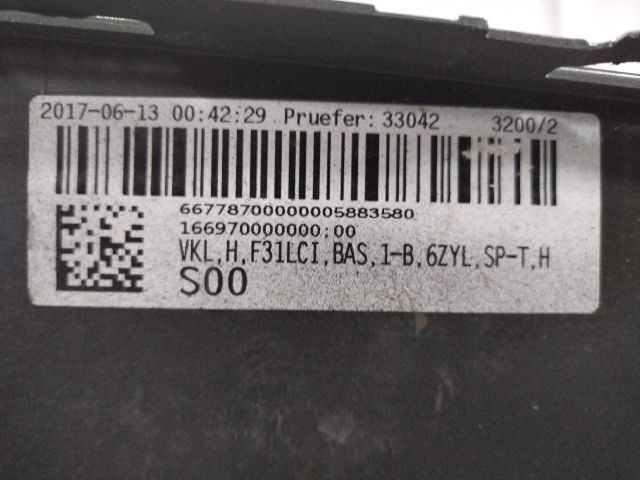 2017-06-13 00:42:29 Pruefer: 33042 3200/2
66778700000005883580
166970000000:00
VKL,H,F31LCI,BAS,1-B,6ZYL,SP-T,H
S00